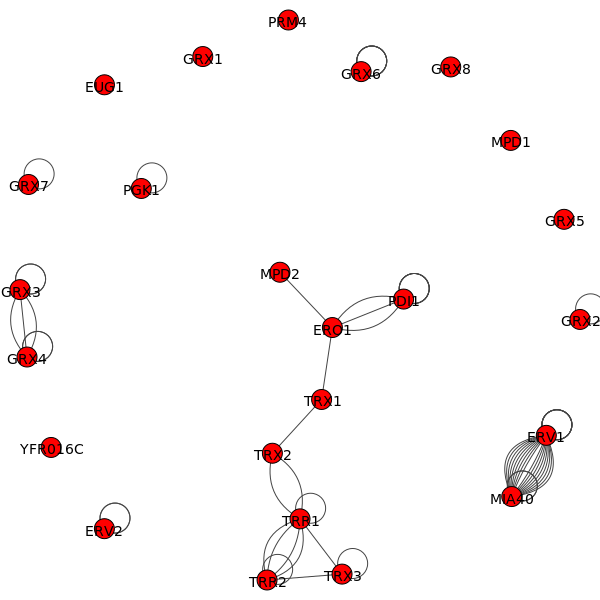 PRM4
GRX1
GRX6
GRX8
EUG1
MPD1
GRX7
PGK1
GRX5
MPD2
GRX3
PDI1
GRX2
ERO1
GRX4
TRX1
ERV1
YFR016C
TRX2
MIA40
TRR1
ERV2
TRX3
TRR2